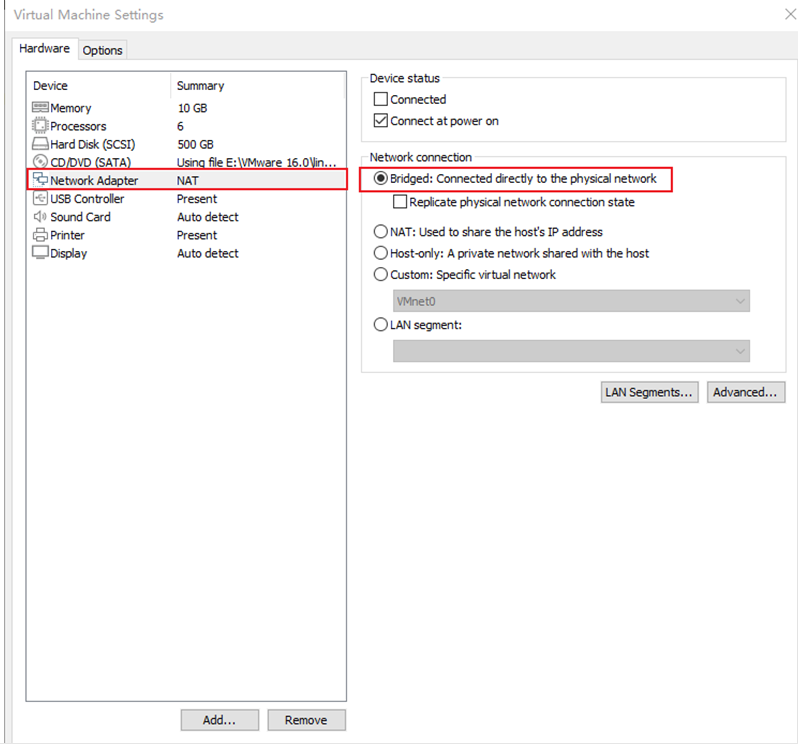 Virtual Machine Settings
Hardware Options
Device Summary
Memory 10 GB
Processors 6
Hard Disk (SCSI) 500 GB
CD/DVD (SATA) Using file E:\VMware 16.0\lin...
Network Adapter NAT
USB Controller Present
Sound Card Auto detect
Printer Present
Display Auto detect
Add... Remove
Device status
Connected
Connect at power on
Network connection
Bridged: Connected directly to the physical network
Replicate physical network connection state
NAT: Used to share the host's IP address
Host-only: A private network shared with the host
Custom: Specific virtual network
VMnet0
LAN segment:
LAN Segments... Advanced...